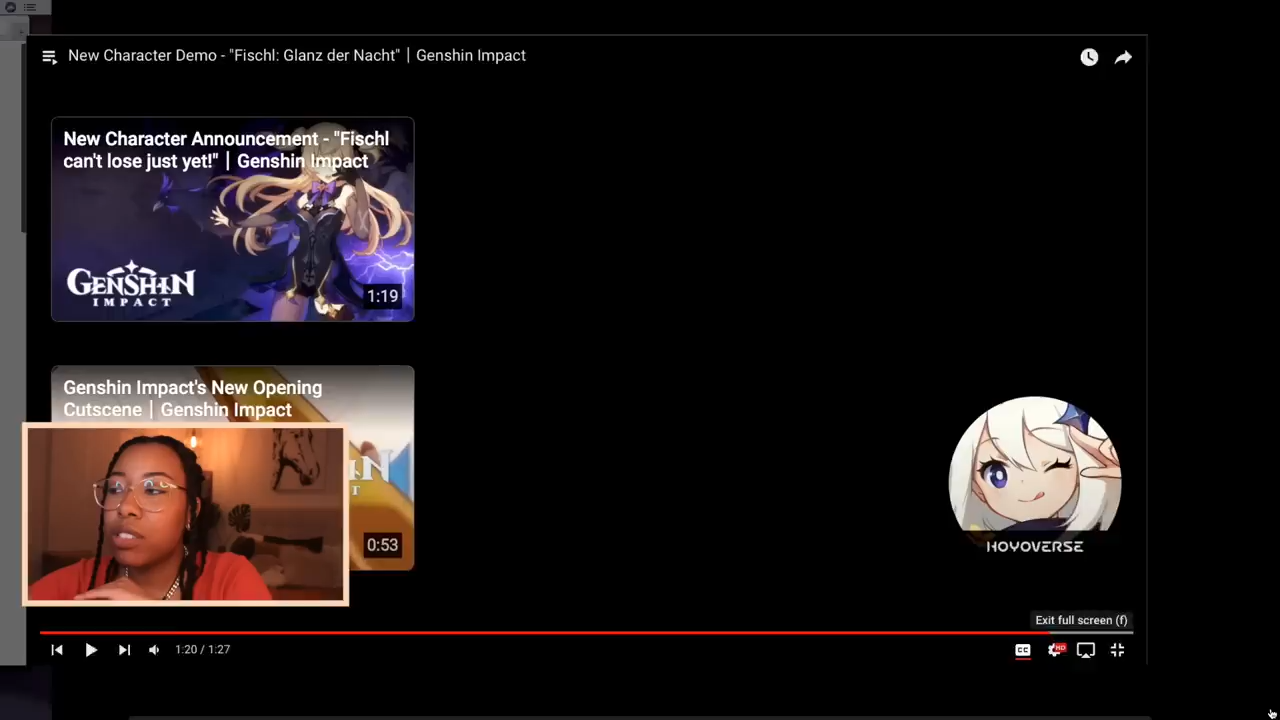 New Character Demo - "Fischl: Glanz der Nacht" | Genshin Impact
New Character Announcement - "Fischl
can't lose just yet!" | Genshin Impact
GENSHIN
IMPACT
1:19
Genshin Impact's New Opening
Cutscene | Genshin Impact
0:53
HOYOVERSE
Exit full screen (f)
1:20 / 1:27
CC
HD